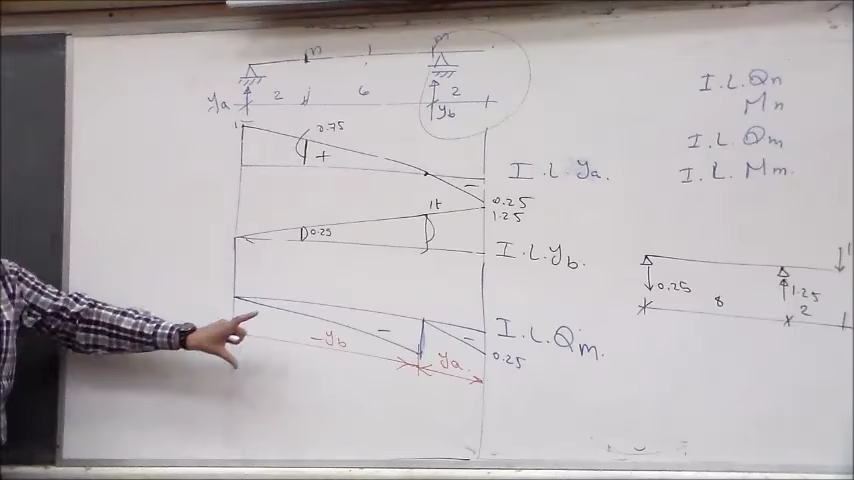 n
m
Ya
2
6
2
Yb
I.L.Qn
Mn
I.L.Qm
I.L.Mm.
1
0.75
+
-
I.L.Ya.
0.25
1.25
1t
0.25
I.L.Yb.
0.25
1.25
8
2
1
-
-
I.L.Qm.
0.25
-Yb
Ya.